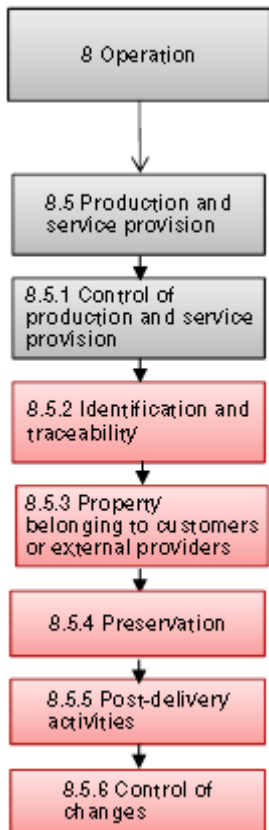 8 Operation
8.5 Production and
service provision
8.5.1 Control of
production and service
provision
8.5.2 Identification and
traceability
8.5.3 Property
belonging to customers
or external providers
8.5.4 Preservation
8.5.5 Post-delivery
activities
8.5.6 Control of
changes